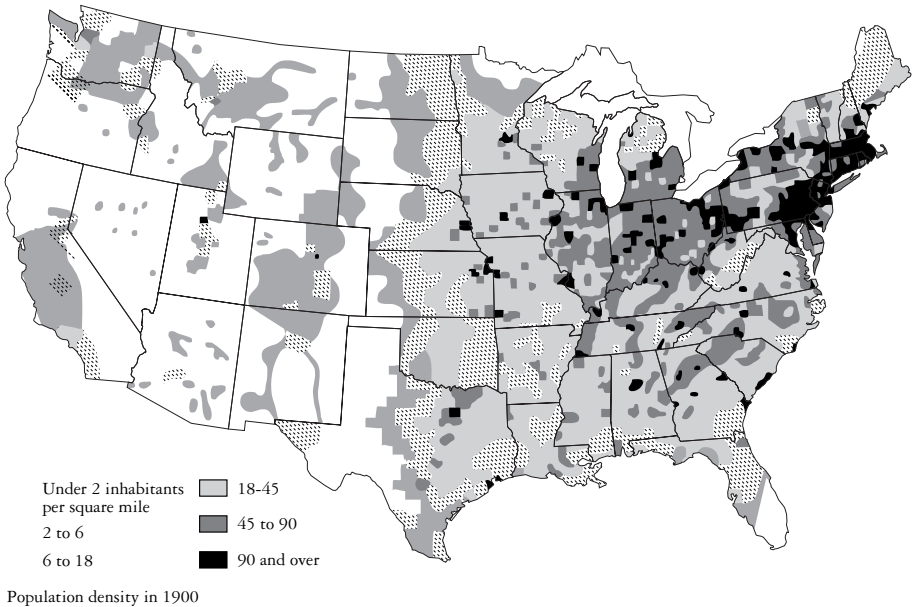 Under 2 inhabitants
per square mile
2 to 6
6 to 18
18-45
45 to 90
90 and over
Population density in 1900